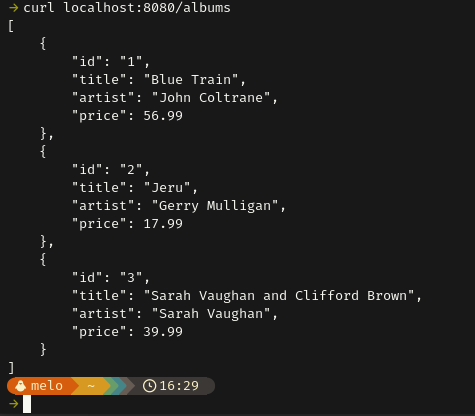 → curl localhost:8080/albums
[
    {
        "id": "1",
        "title": "Blue Train",
        "artist": "John Coltrane",
        "price": 56.99
    },
    {
        "id": "2",
        "title": "Jeru",
        "artist": "Gerry Mulligan",
        "price": 17.99
    },
    {
        "id": "3",
        "title": "Sarah Vaughan and Clifford Brown",
        "artist": "Sarah Vaughan",
        "price": 39.99
    }
]
melo ~ 16:29
→